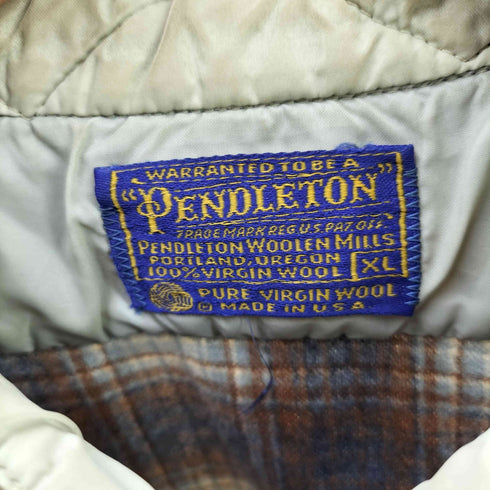 WARRANTED TO BE A
"PENDLETON"
TRADE MARK REG U.S. PAT. OFF.
PENDLETON WOOLEN MILLS
PORTLAND, OREGON
100% VIRGIN WOOL XL
PURE VIRGIN WOOL
® MADE IN U.S.A